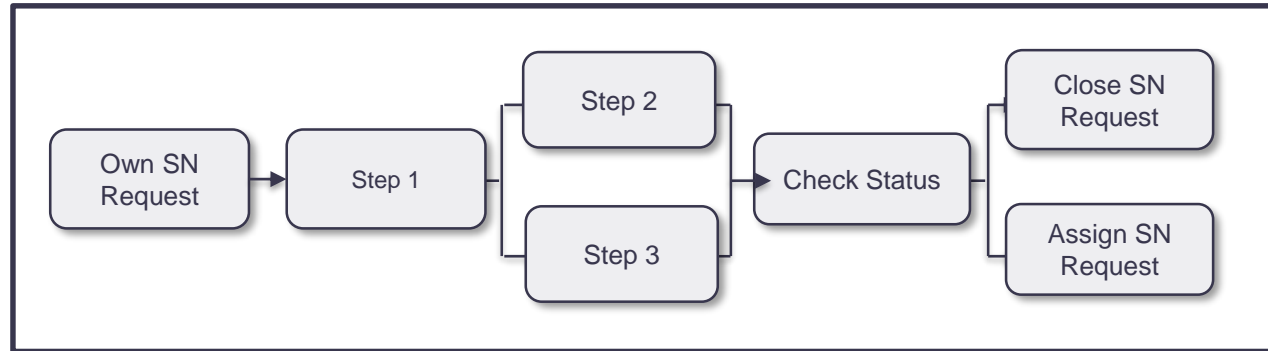 Own SN
Request
Step 1
Step 2
Step 3
Check Status
Close SN
Request
Assign SN
Request